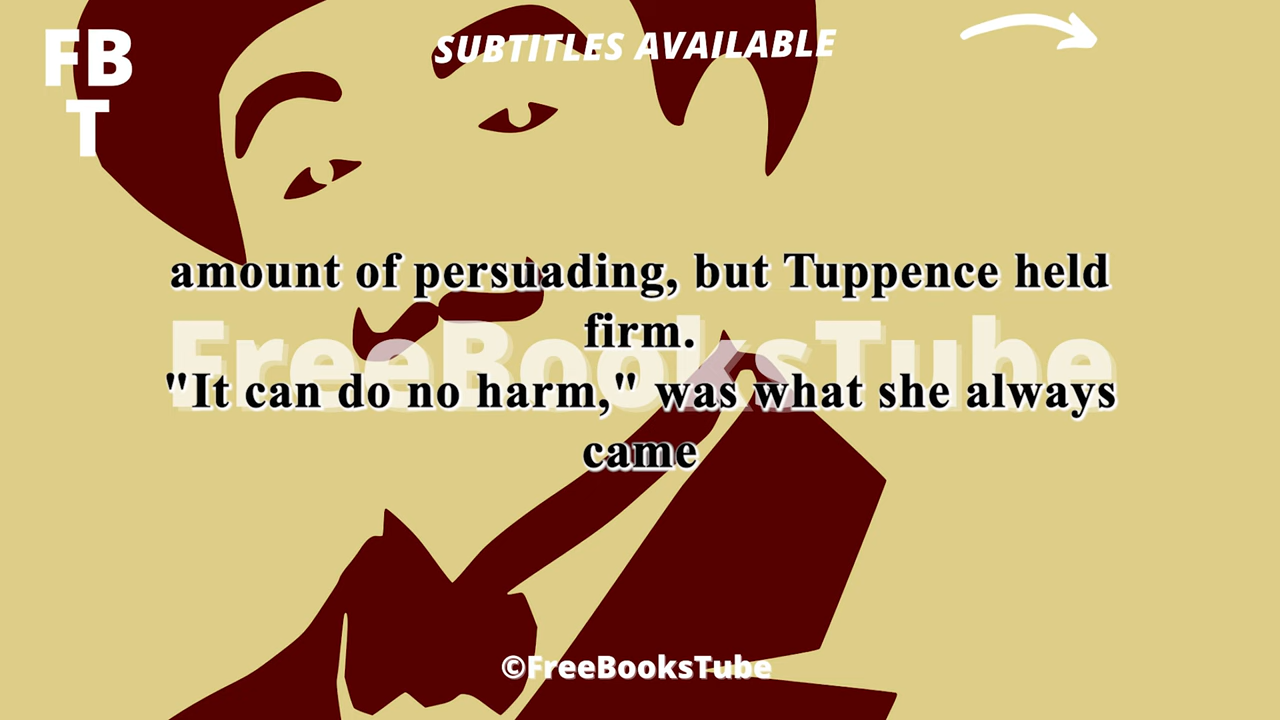 FB
T
SUBTITLES AVAILABLE
amount of persuading, but Tuppence held
firm.
FreeBooksTube
"It can do no harm," was what she always
came
©FreeBooksTube